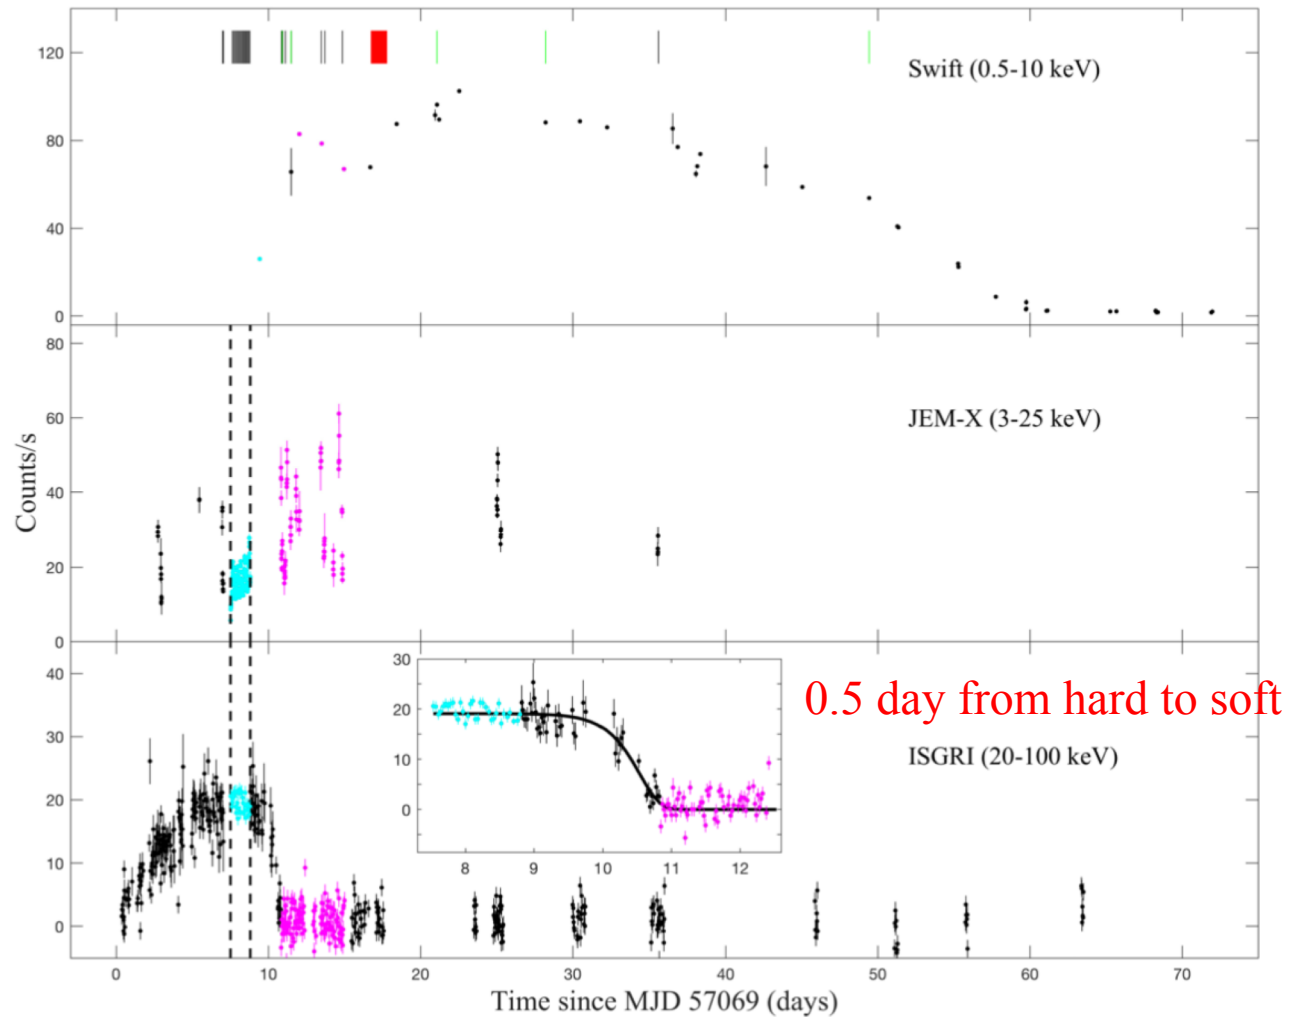 120
80
40
0
Swift (0.5-10 keV)
80
60
40
20
0
JEM-X (3-25 keV)
Counts/s
40
30
20
10
0
30
20
10
0
8 9 10 11 12
0.5 day from hard to soft
ISGRI (20-100 keV)
0 10 20 30 40 50 60 70
Time since MJD 57069 (days)